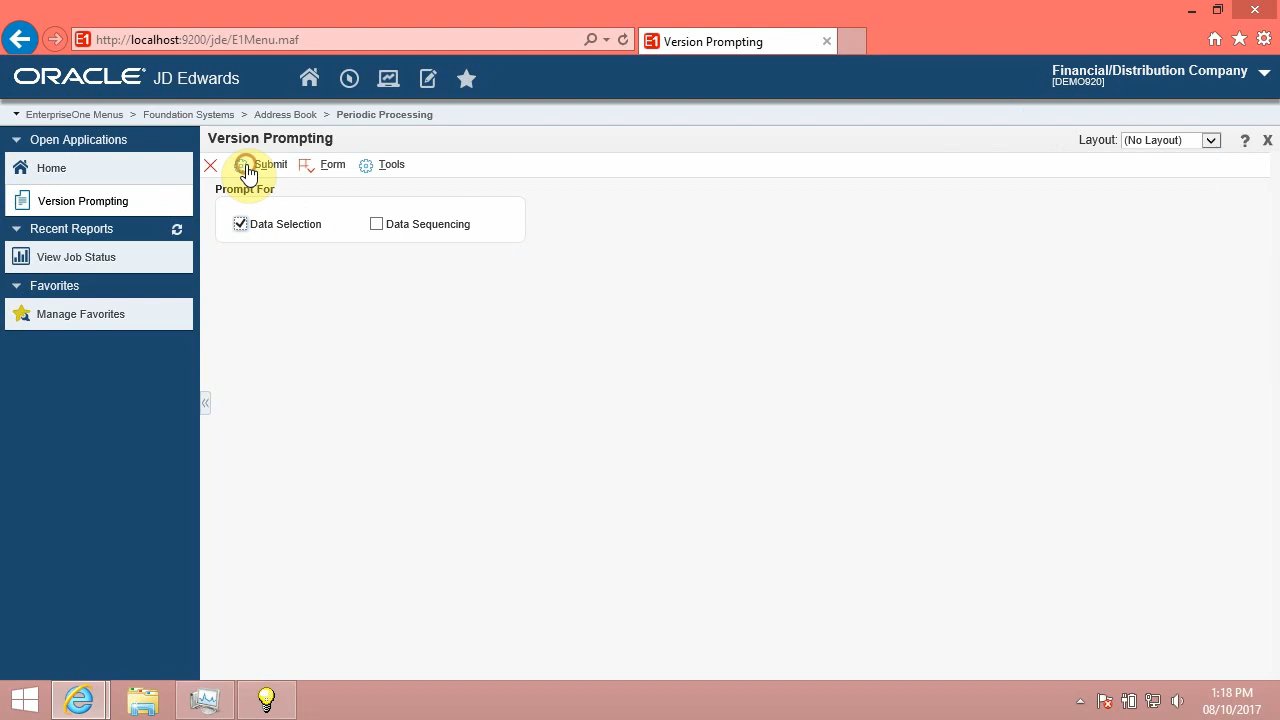 http://localhost:9200/jde/E1Menu.maf
E1 Version Prompting
ORACLE JD Edwards
Financial/Distribution Company
[DEMO920]
EnterpriseOne Menus > Foundation Systems > Address Book > Periodic Processing
Open Applications
Home
Version Prompting
Recent Reports
View Job Status
Favorites
Manage Favorites
Version Prompting
Layout: (No Layout)
Submit Form Tools
Prompt For
Data Selection Data Sequencing
1:18 PM
08/10/2017